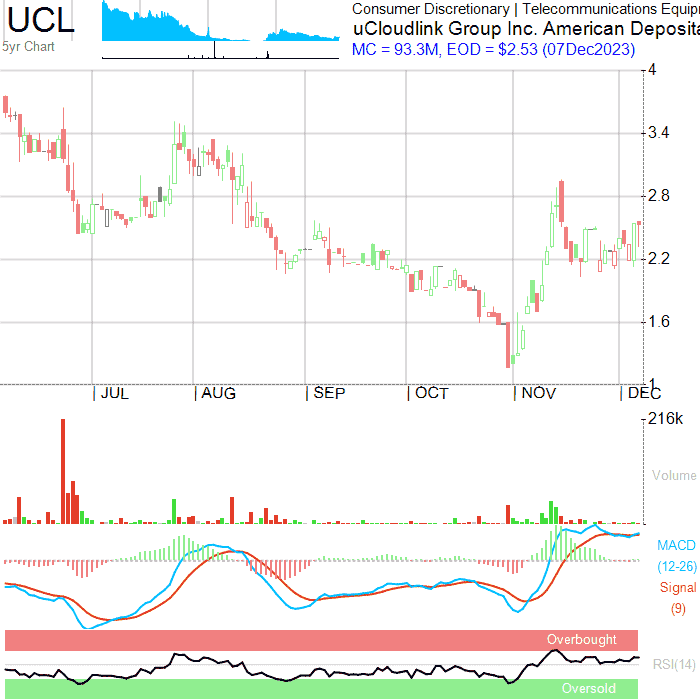 UCL
5yr Chart
Consumer Discretionary | Telecommunications Equip
uCloudlink Group Inc. American Deposita
MC = 93.3M, EOD = $2.53 (07Dec2023)
4
3.4
2.8
2.2
1.6
1
JUL AUG SEP OCT NOV DEC
216k
Volume
MACD
(12-26)
Signal
(9)
Overbought
RSI(14)
Oversold